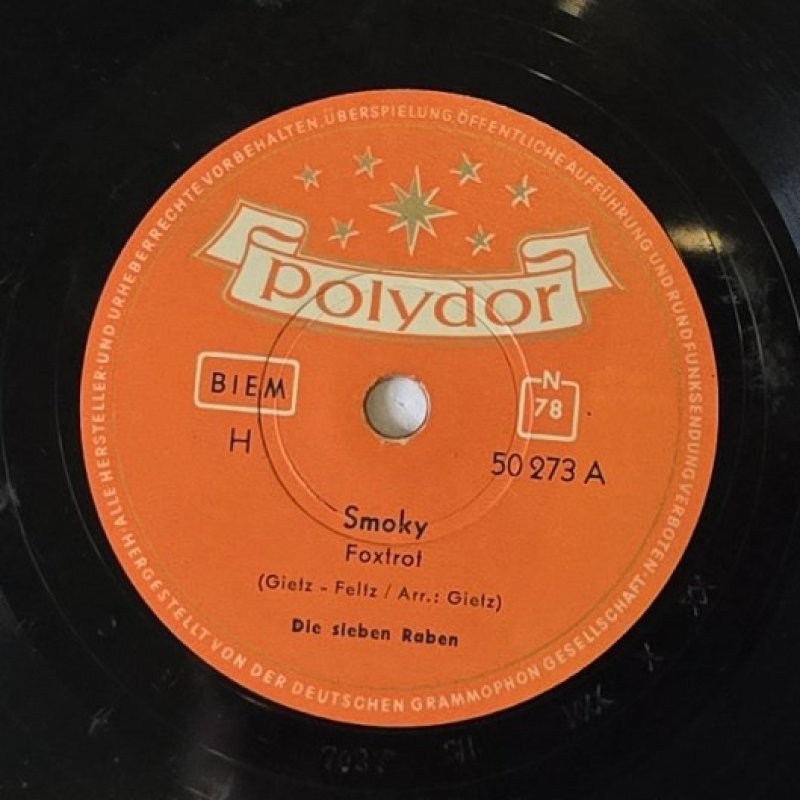 ALLE HERSTELLER- UND URHEBERRECHTE VORBEHALTEN, ÜBERSPIELUNG, ÖFFENTLICHE AUFFÜHRUNG UND RUNDFUNKSENDUNG VERBOTEN
polydor
BIEM
N
78
H
50 273 A
Smoky
Foxtrot
(Gietz - Feltz / Arr.: Gietz)
Die sieben Raben
HERGESTELLT VON DER DEUTSCHEN GRAMMOPHON GESELLSCHAFT